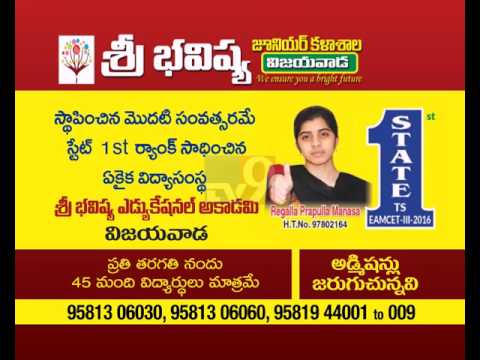 శ్రీ భవిష్య జూనియర్ కళాశాల
విజయవాడ
We ensure you a bright future
స్థాపించిన మొదటి సంవత్సరమే
స్టేట్ 1st ర్యాంక్ సాధించిన
ఏకైక విద్యాసంస్థ
శ్రీ భవిష్య ఎడ్యుకేషనల్ అకాడమి
విజయవాడ
TV9
Regalla Prapulla Manasa
H.T.No. 97802164
1st
STATE
TS
EAMCET-III-2016
ప్రతి తరగతి నందు
45 మంది విద్యార్ధులు మాత్రమే
అడ్మిషన్లు
జరుగుచున్నవి
95813 06030, 95813 06060, 95819 44001 to 009